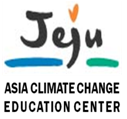 Jeju
ASIA CLIMATE CHANGE
EDUCATION CENTER